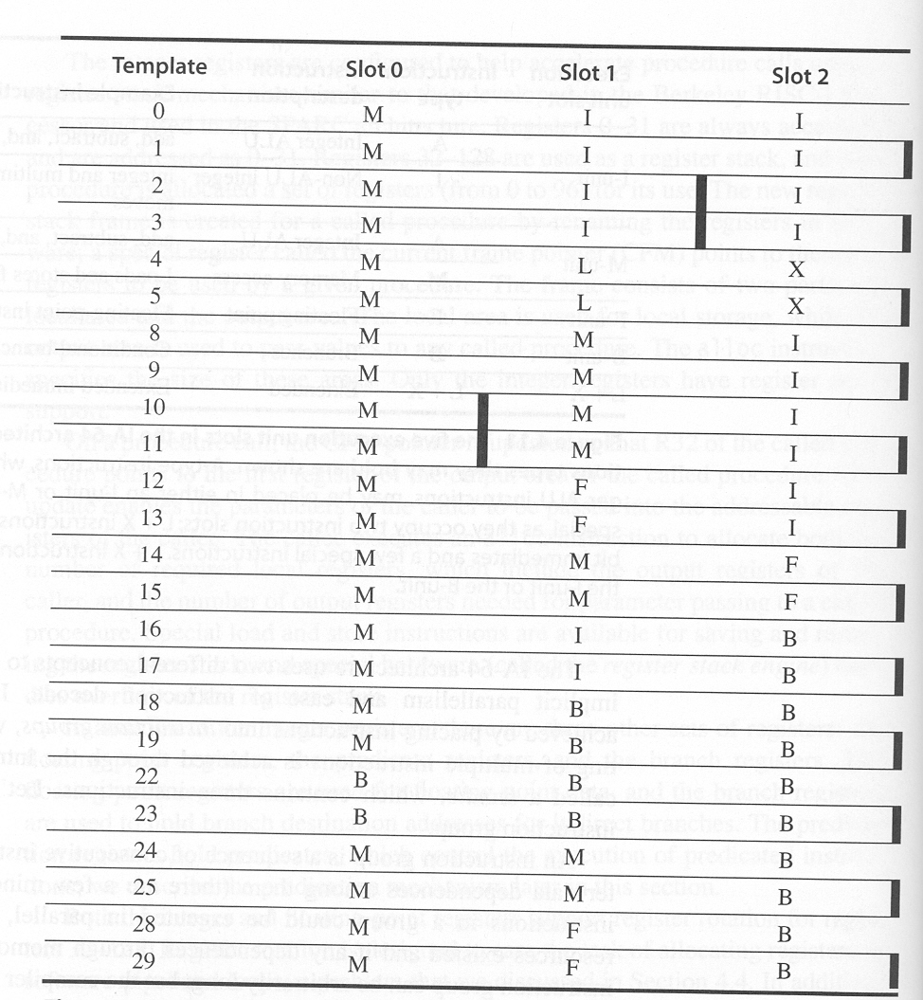 Template Slot 0 Slot 1 Slot 2
0 M I I
1 M I I
2 M I I
3 M I I
4 M L X
5 M L X
8 M M I
9 M M I
10 M M I
11 M M I
12 M F I
13 M F I
14 M M F
15 M M F
16 M I B
17 M I B
18 M B B
19 M B B
22 B B B
23 B B B
24 M M B
25 M M B
28 M F B
29 M F B